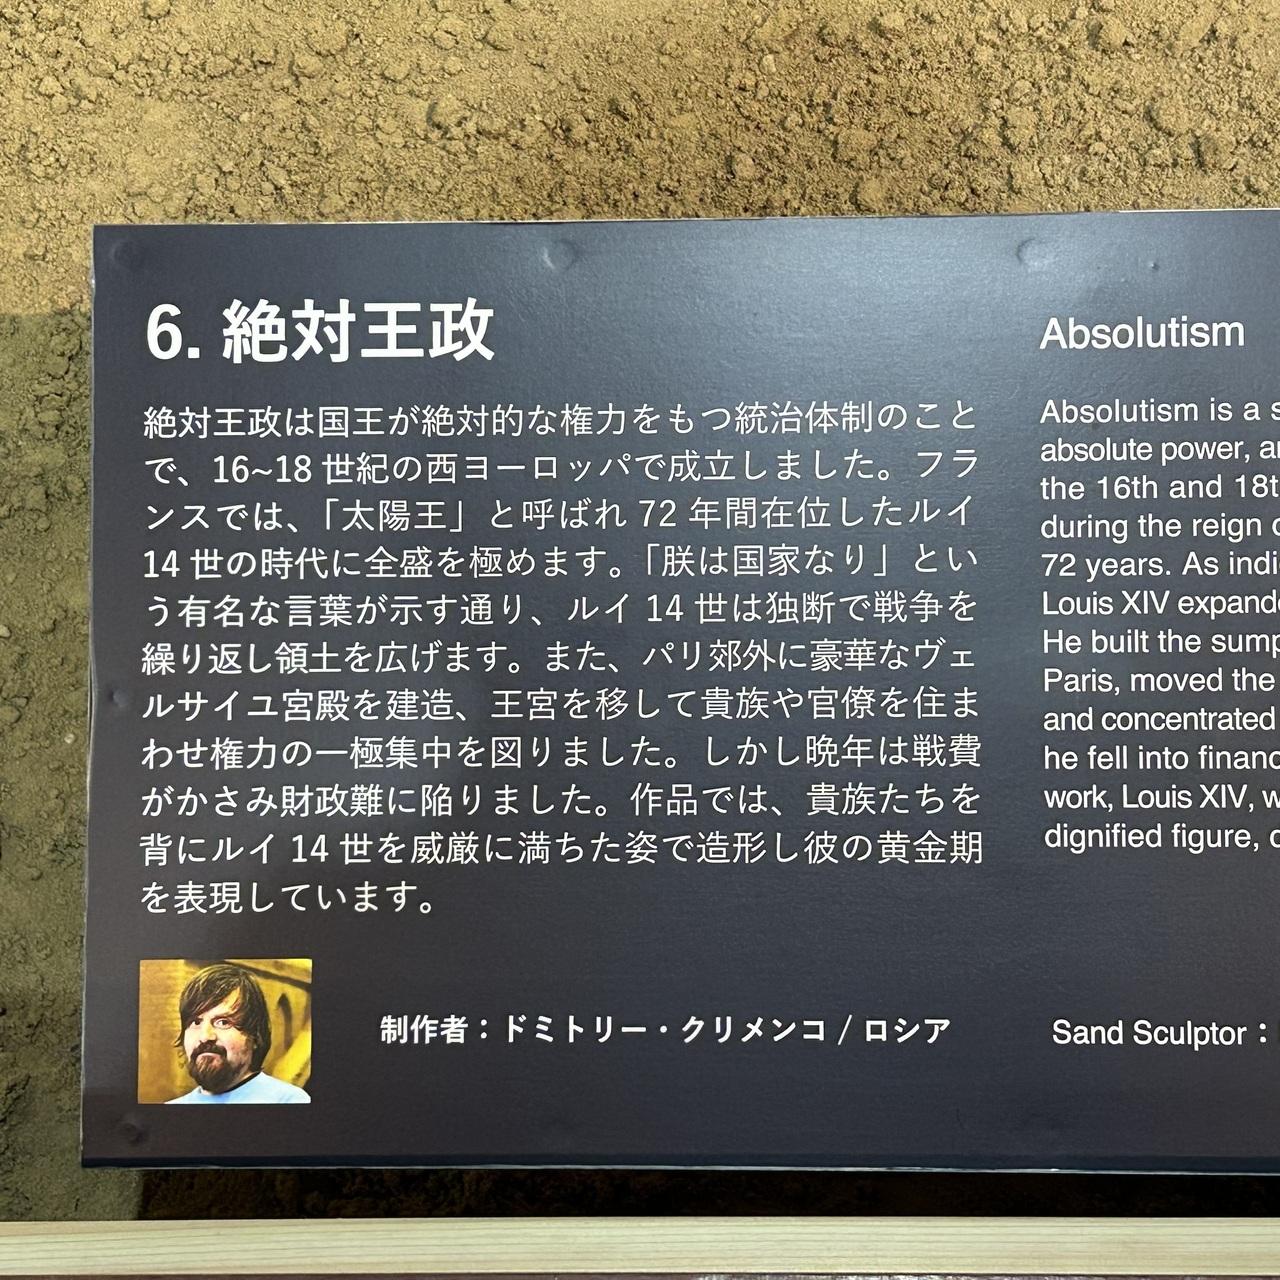 6. 絶対王政
絶対王政は国王が絶対的な権力をもつ統治体制のこと
で、16~18 世紀の西ヨーロッパで成立しました。フラ
ンスでは、「太陽王」と呼ばれ 72 年間在位したルイ
14 世の時代に全盛を極めます。「朕は国家なり」とい
う有名な言葉が示す通り、ルイ 14 世は独断で戦争を
繰り返し領土を広げます。また、パリ郊外に豪華なヴェ
ルサイユ宮殿を建造、王宮を移して貴族や官僚を住ま
わせ権力の一極集中を図りました。しかし晩年は戦費
がかさみ財政難に陥りました。作品では、貴族たちを
背にルイ 14 世を威厳に満ちた姿で造形し彼の黄金期
を表現しています。
制作者：ドミトリー・クリメンコ / ロシア
Absolutism
Absolutism is a
absolute power,
the 16th and
during the reign
72 years. As
Louis XIV
He built the
Paris, moved the
and concentrated
he fell into
work, Louis XIV,
dignified figure,
Sand Sculptor：